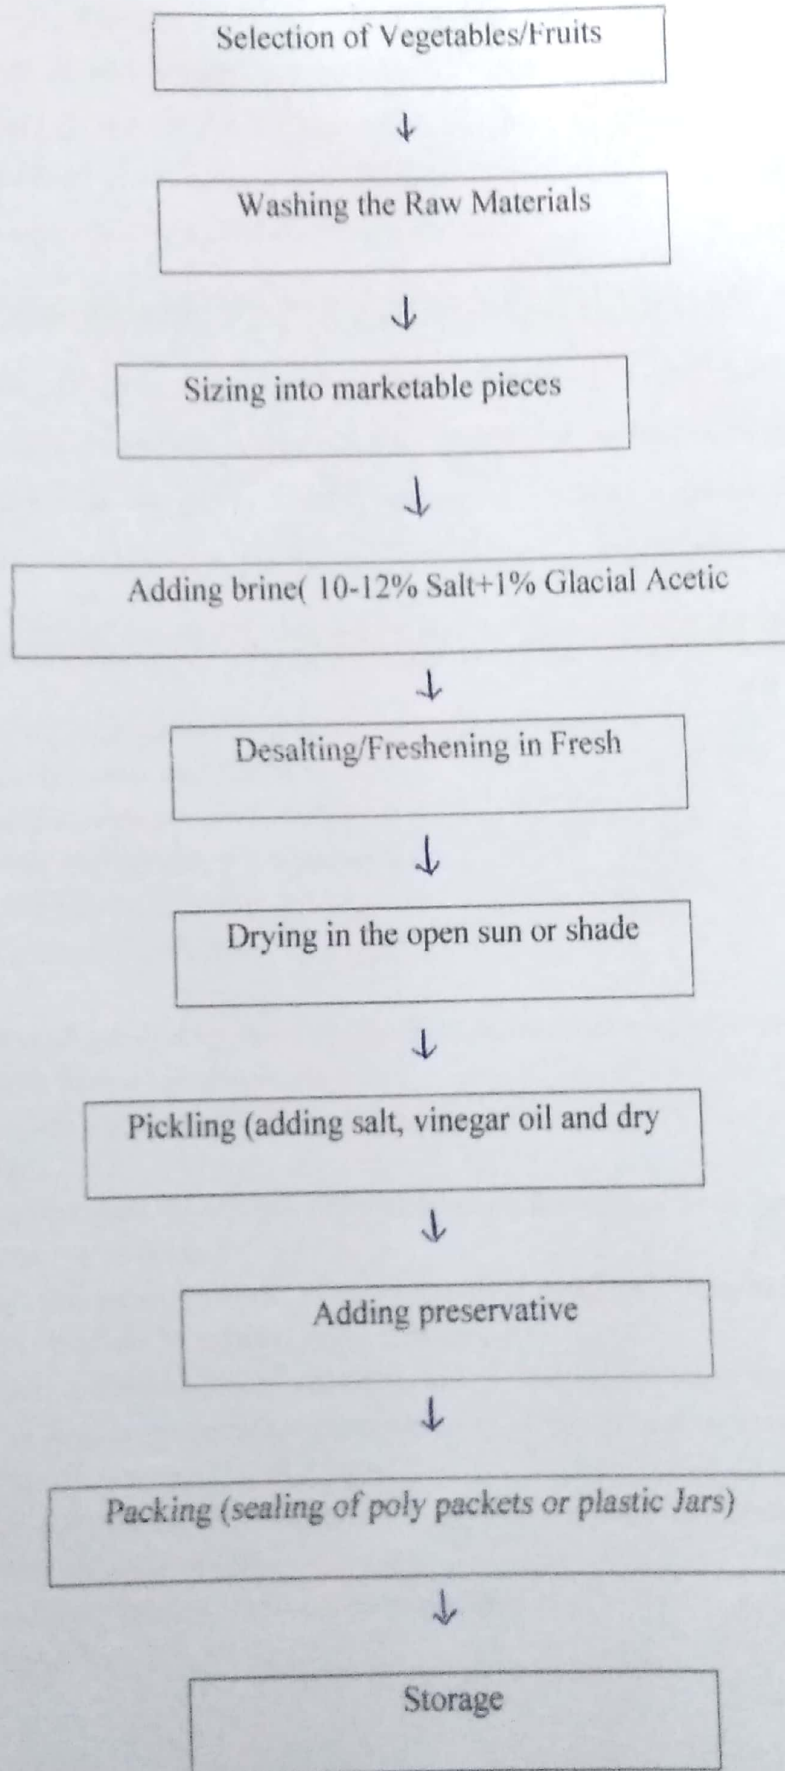 Selection of Vegetables/Fruits
Washing the Raw Materials
Sizing into marketable pieces
Adding brine( 10-12% Salt+1% Glacial Acetic
Desalting/Freshening in Fresh
Drying in the open sun or shade
Pickling (adding salt, vinegar oil and dry
Adding preservative
Packing (sealing of poly packets or plastic Jars)
Storage